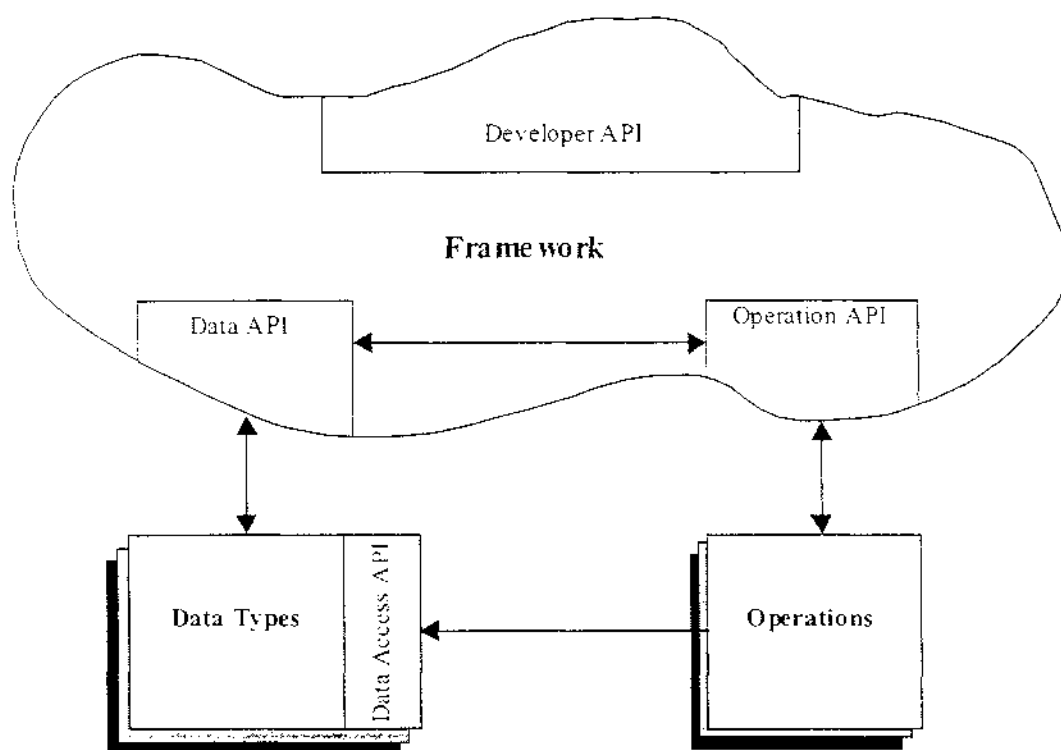 Developer API
Framework
Data API
Operation API
Data Types
Data Access API
Operations